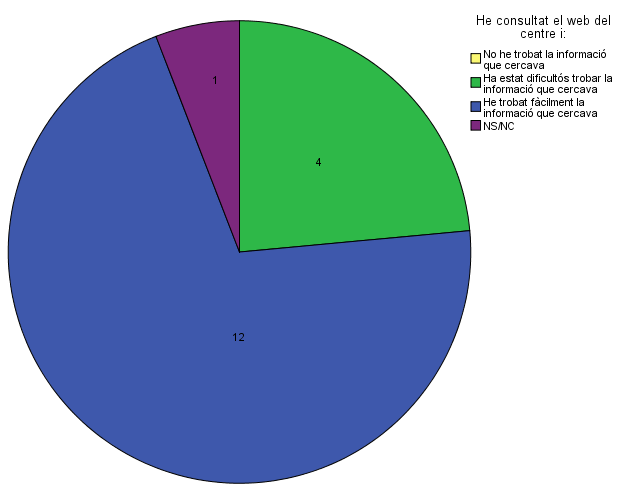 He consultat el web del
centre i:
No he trobat la informació
que cercava
Ha estat dificultós trobar la
informació que cercava
He trobat fàcilment la
informació que cercava
NS/NC
1
4
12